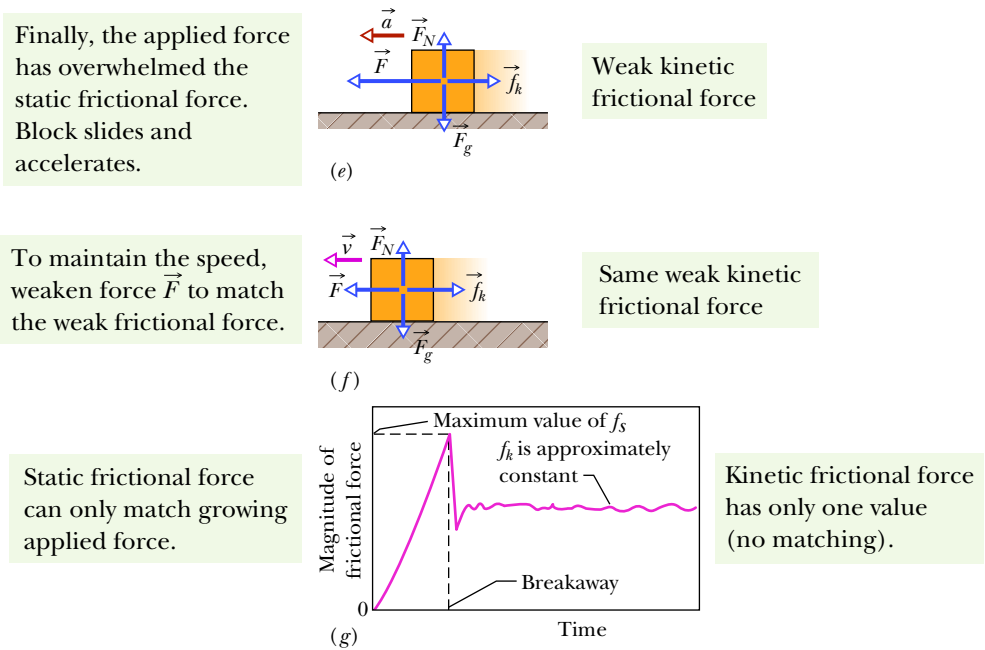 Finally, the applied force
has overwhelmed the
static frictional force.
Block slides and
accelerates.
a
F_N
F
f_k
F_g
(e)
Weak kinetic
frictional force
To maintain the speed,
weaken force F to match
the weak frictional force.
v
F_N
F
f_k
F_g
(f)
Same weak kinetic
frictional force
Static frictional force
can only match growing
applied force.
Magnitude of
frictional force
Maximum value of f_s
f_k is approximately
constant
Breakaway
0
Time
(g)
Kinetic frictional force
has only one value
(no matching).